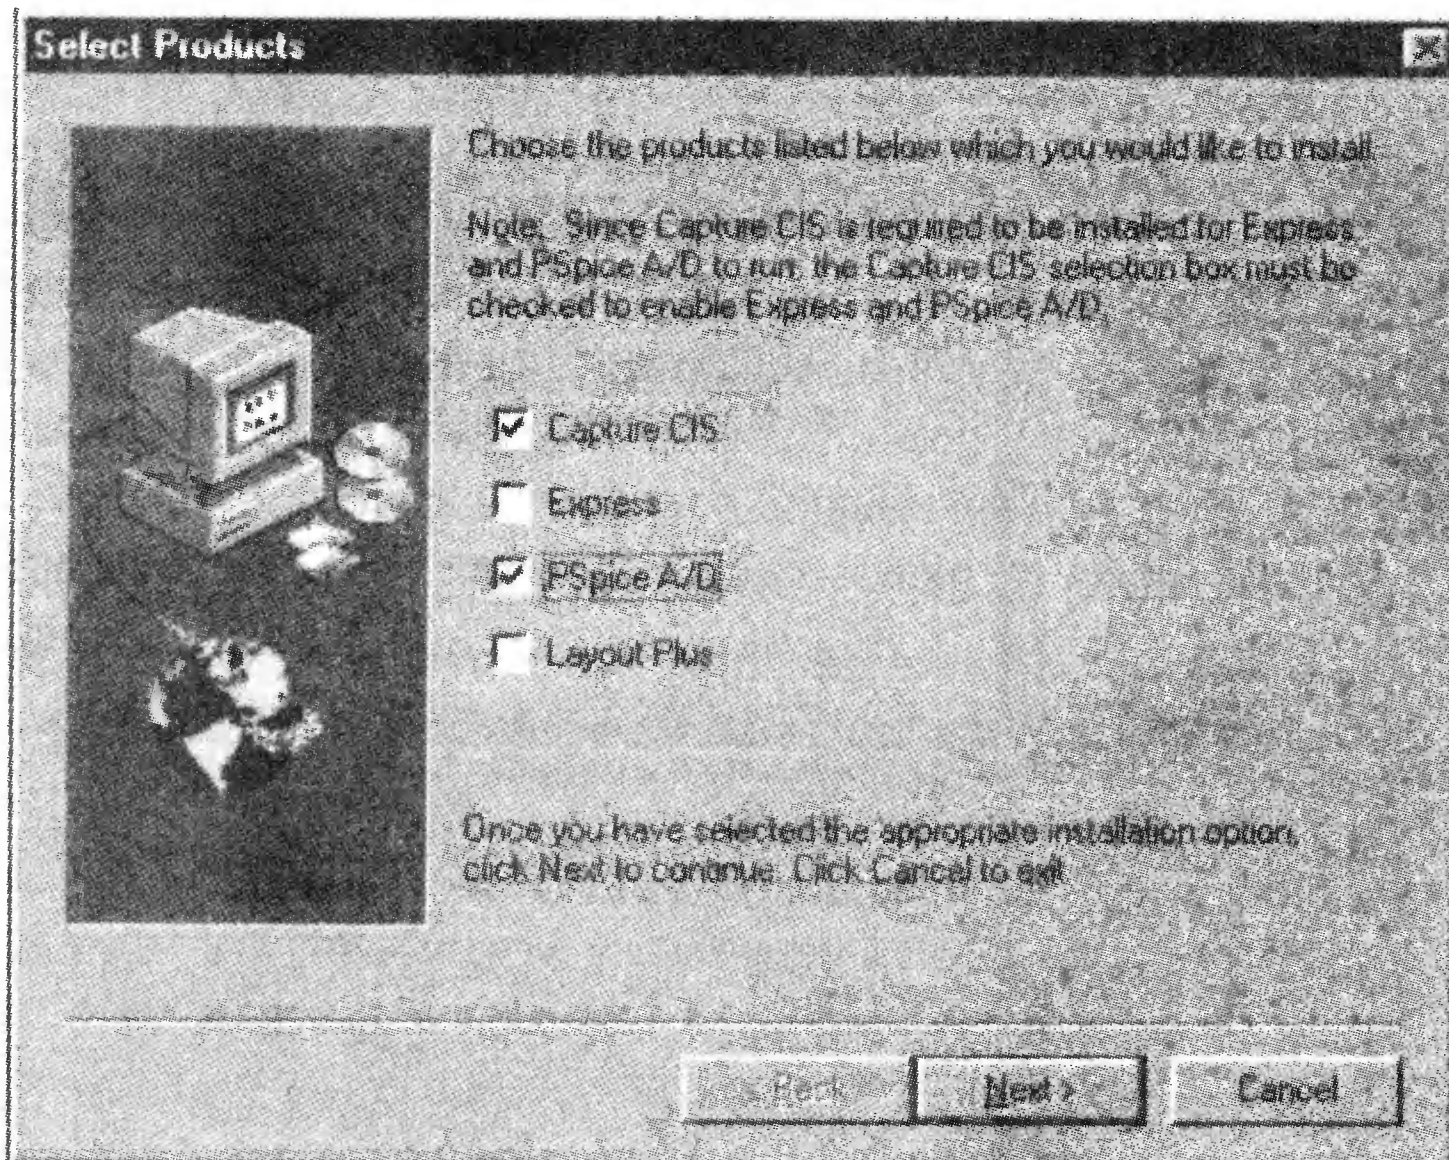 Select Products
Choose the products listed below which you would like to install.
Note: Since Capture CIS is required to be installed for Express
and PSpice A/D to run, the Capture CIS selection box must be
checked to enable Express and PSpice A/D.
Capture CIS
Express
PSpice A/D
Layout Plus
Once you have selected the appropriate installation option,
click Next to continue. Click Cancel to exit.
< Back
Next >
Cancel